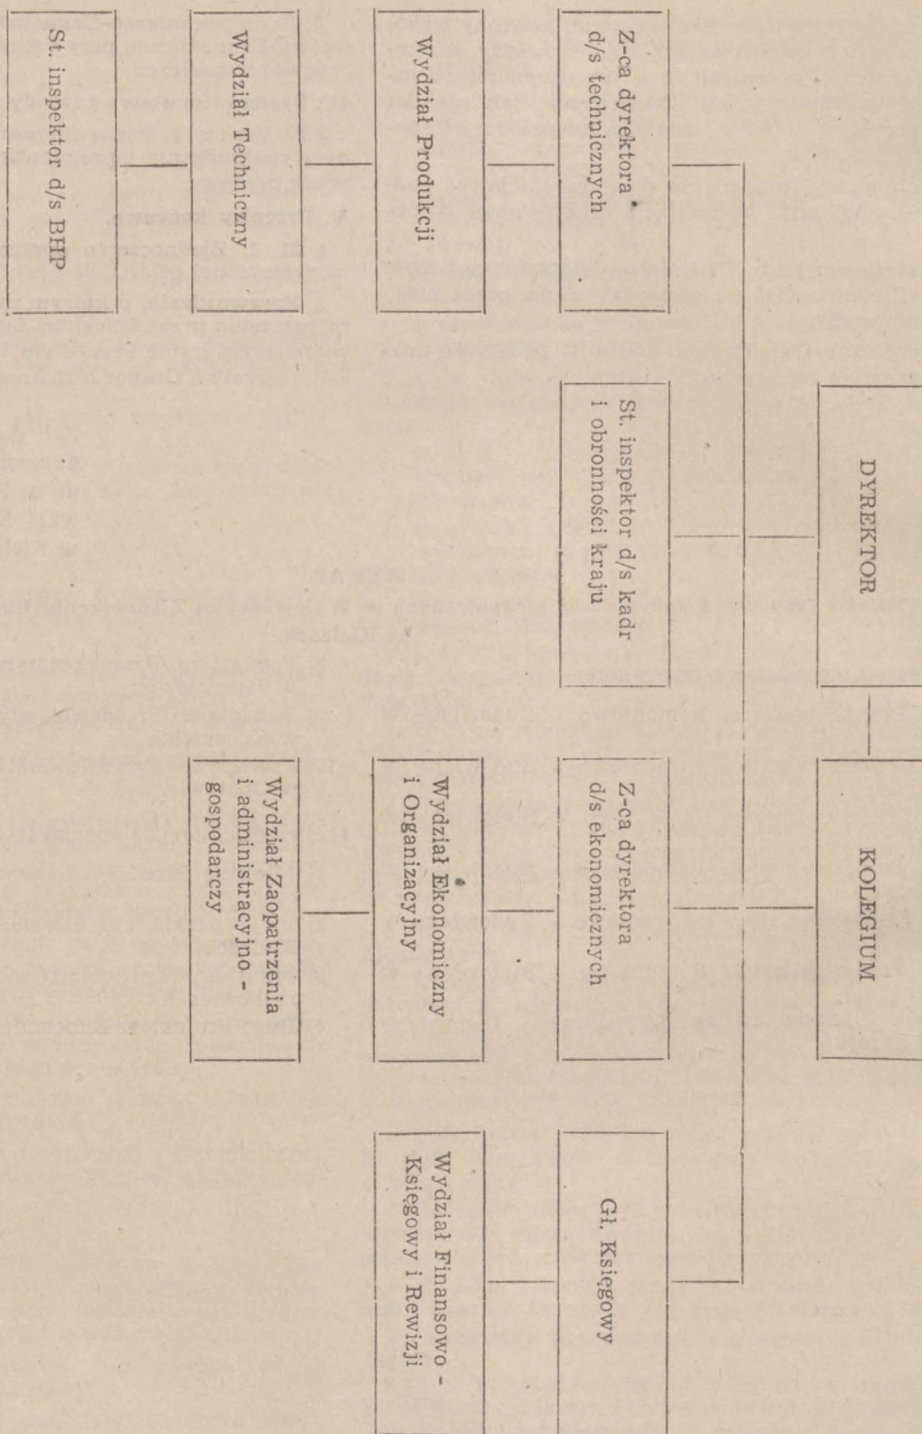 DYREKTOR
KOLEGIUM
Z-ca dyrektora
d/s technicznych
St. inspektor d/s kadr
i obronności kraju
Z-ca dyrektora
d/s ekonomicznych
Gł. Księgowy
Wydział Produkcji
Wydział Ekonomiczny
i Organizacyjny
Wydział Finansowo -
Księgowy i Rewizji
Wydział Techniczny
Wydział Zaopatrzenia
i administracyjno -
gospodarczy
St. inspektor d/s BHP